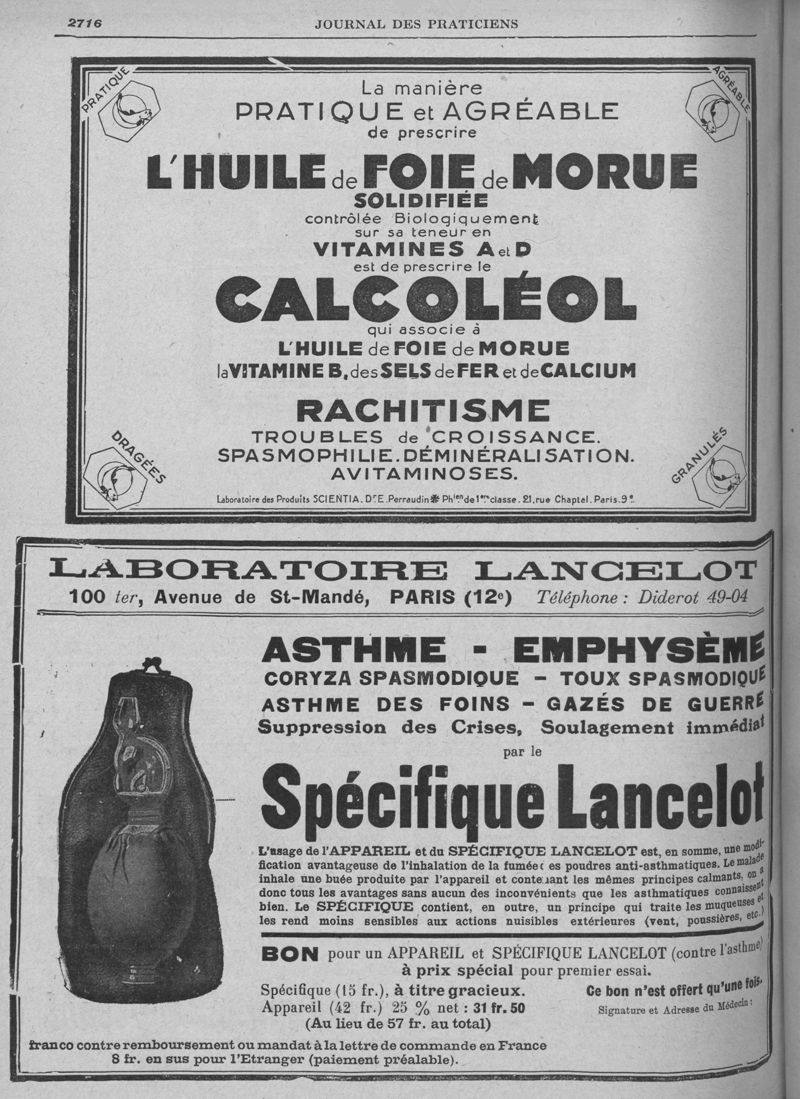 2716
JOURNAL DES PRATICIENS
PRATIQUE
AGRÉABLE
La manière
PRATIQUE et AGRÉABLE
de prescrire
L'HUILE de FOIE de MORUE
SOLIDIFIÉE
contrôlée Biologiquement
sur sa teneur en
VITAMINES A et D
est de prescrire le
CALCOLÉOL
qui associe à
L'HUILE de FOIE de MORUE
la VITAMINE B, des SELS de FER et de CALCIUM
RACHITISME
TROUBLES de CROISSANCE.
SPASMOPHILIE. DÉMINÉRALISATION.
AVITAMINOSES.
DRAGÉES
GRANULÉS
Laboratoire des Produits SCIENTIA. Dr E. Perraudin Phien de 1ère classe. 21, rue Chaptal. Paris. 9e.
LABORATOIRE LANCELOT
100 ter, Avenue de St-Mandé, PARIS (12e) Téléphone : Diderot 49-04
ASTHME - EMPHYSÈME
CORYZA SPASMODIQUE - TOUX SPASMODIQUE
ASTHME DES FOINS - GAZÉS DE GUERRE
Suppression des Crises, Soulagement immédiat
par le
Spécifique Lancelot
L'usage de l'APPAREIL et du SPÉCIFIQUE LANCELOT est, en somme, une modi-
fication avantageuse de l'inhalation de la fumée des poudres anti-asthmatiques. Le malade
inhale une buée produite par l'appareil et contenant les mêmes principes calmants, on a
donc tous les avantages sans aucun des inconvénients que les asthmatiques connaissent
bien. Le SPÉCIFIQUE contient, en outre, un principe qui traite les muqueuses et
les rend moins sensibles aux actions nuisibles extérieures (vent, poussières, etc.)
BON pour un APPAREIL et SPÉCIFIQUE LANCELOT (contre l'asthme)
à prix spécial pour premier essai.
Spécifique (15 fr.), à titre gracieux. Ce bon n'est offert qu'une fois.
Appareil (42 fr.) 25 % net : 31 fr. 50 Signature et Adresse du Médecin :
(Au lieu de 57 fr. au total)
franco contre remboursement ou mandat à la lettre de commande en France
8 fr. en sus pour l'Etranger (paiement préalable).